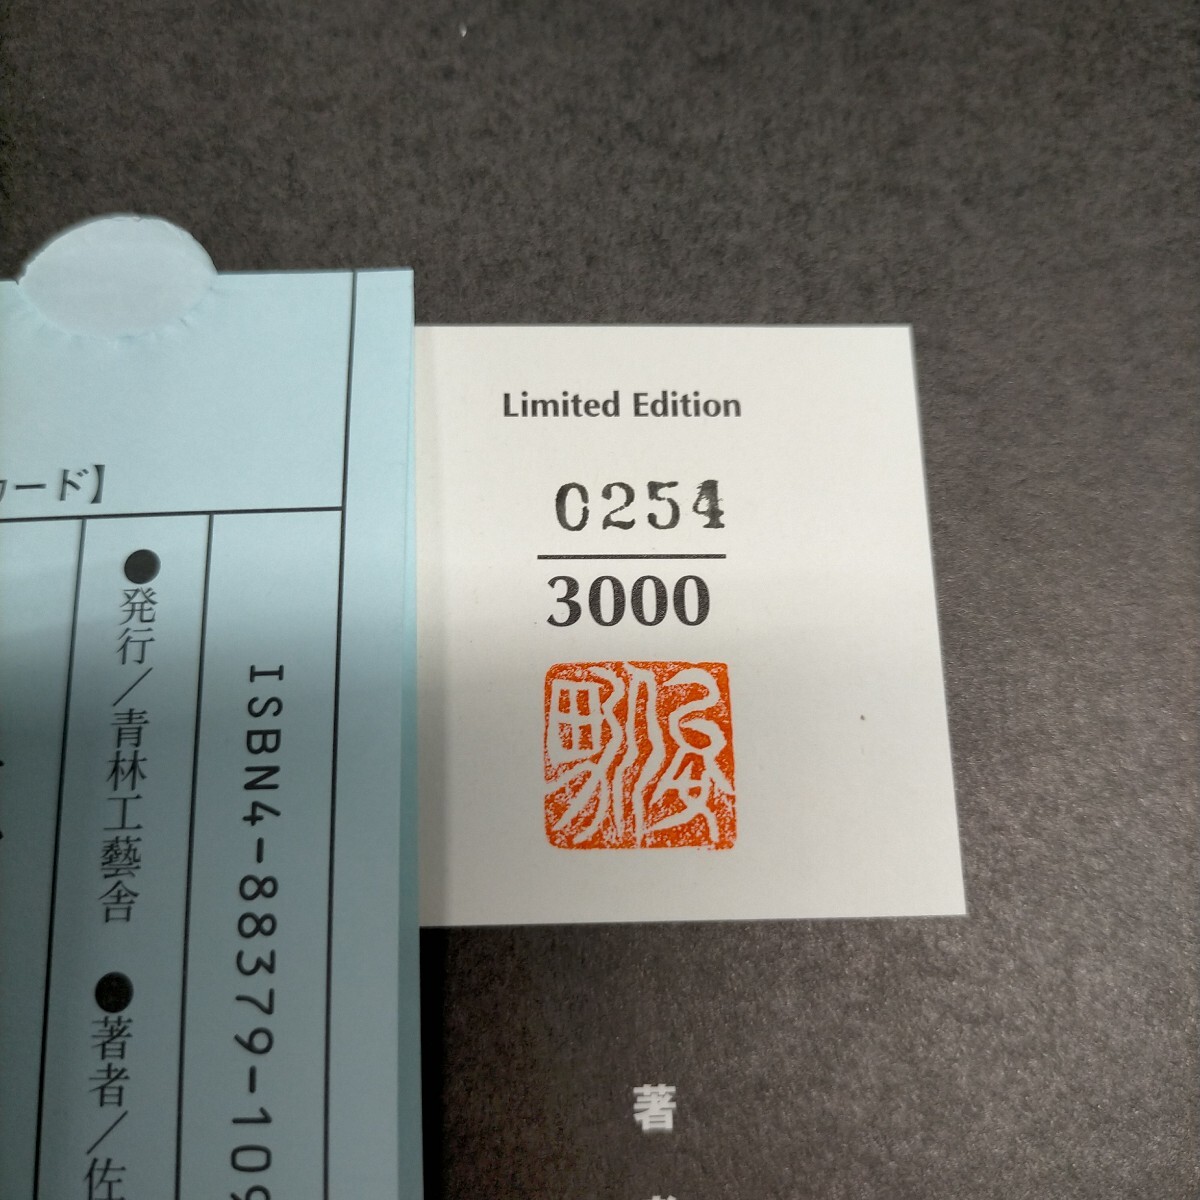 Limited Edition
0254
3000
ード】
●発行／青林工藝舎 ●著者／佐
ISBN4-88379-109
著